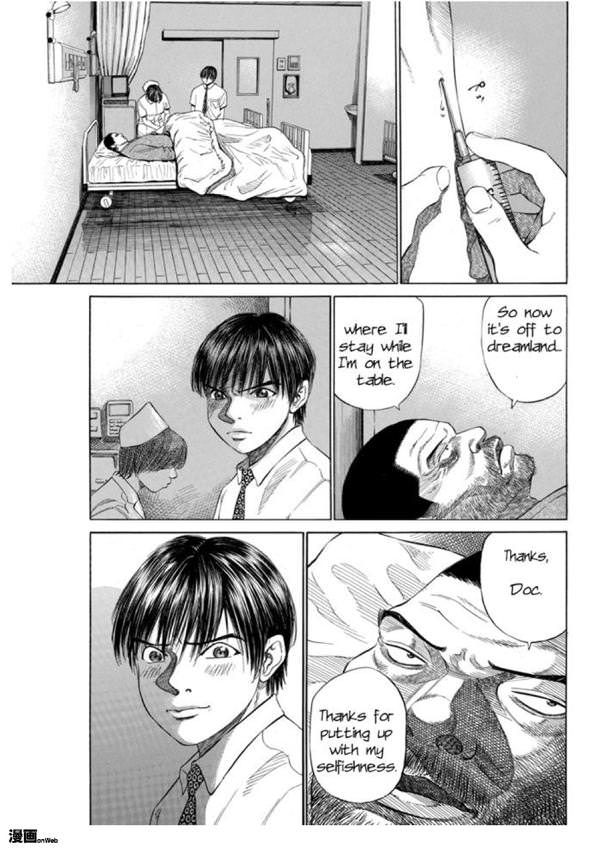 So now
it's off to
dreamland...
where I'll
stay while
I'm on the
table.
Thanks,
Doc.
Thanks for
putting up
with my
selfishness.
漫画onWeb